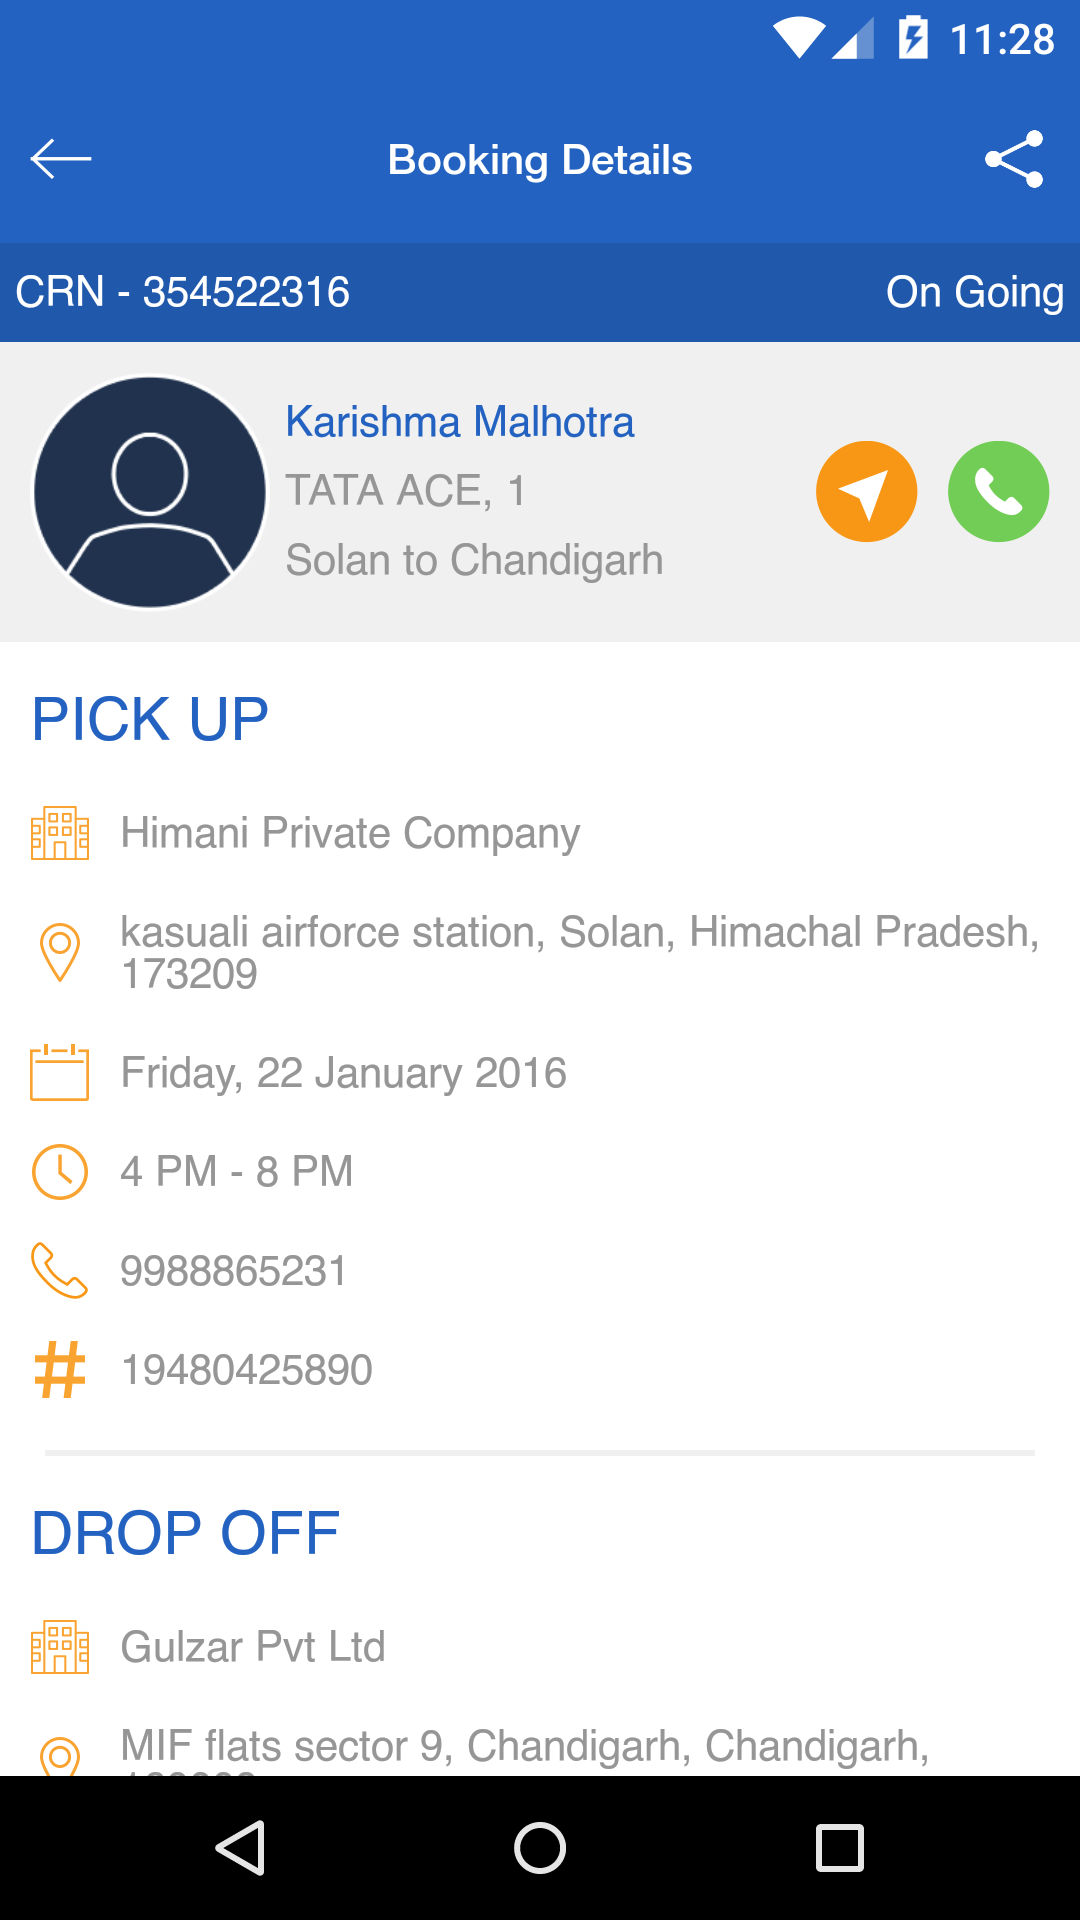 11:28
Booking Details
CRN - 354522316
On Going
Karishma Malhotra
TATA ACE, 1
Solan to Chandigarh
PICK UP
Himani Private Company
kasuali airforce station, Solan, Himachal Pradesh,
173209
Friday, 22 January 2016
4 PM - 8 PM
9988865231
19480425890
DROP OFF
Gulzar Pvt Ltd
MIF flats sector 9, Chandigarh, Chandigarh,